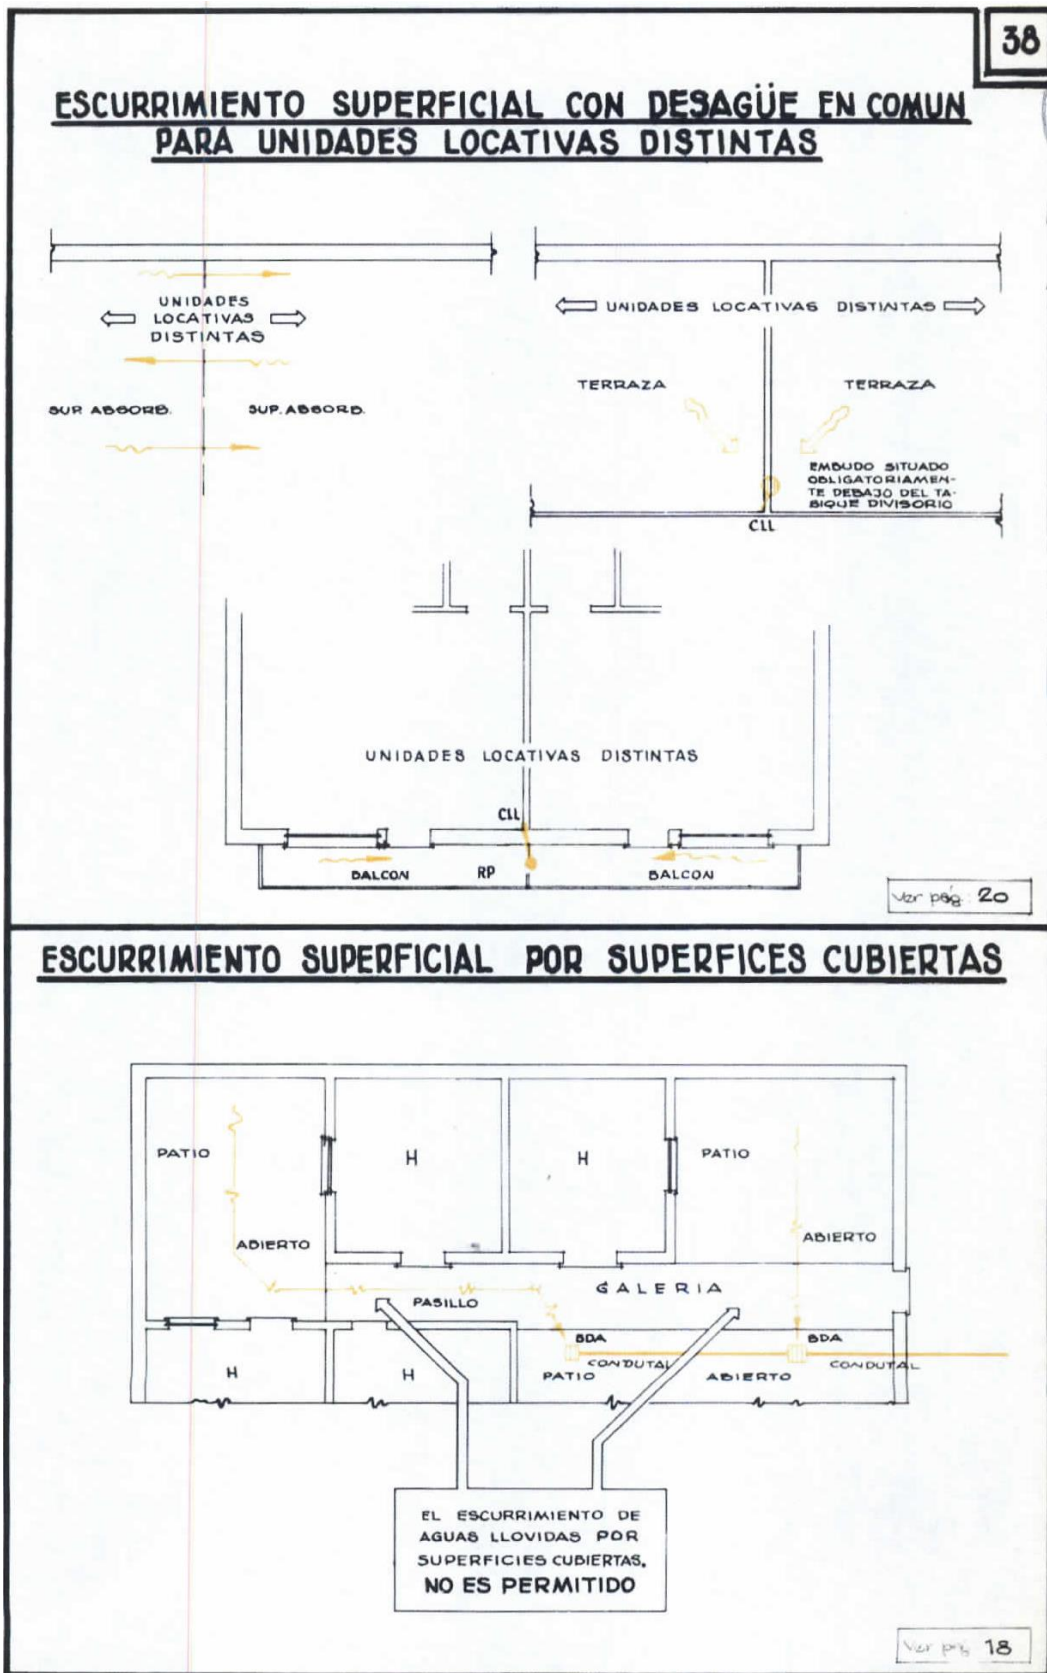 38
ESCURRIMIENTO SUPERFICIAL CON DESAGÜE EN COMUN
PARA UNIDADES LOCATIVAS DISTINTAS
UNIDADES
LOCATIVAS
DISTINTAS
SUP. ABSORB.
SUP. ABSORB.
UNIDADES LOCATIVAS DISTINTAS
TERRAZA
TERRAZA
EMBUDO SITUADO
OBLIGATORIAMEN-
TE DEBAJO DEL TA-
BIQUE DIVISORIO
CLL
UNIDADES LOCATIVAS DISTINTAS
CLL
BALCON
RP
BALCON
Ver pág: 20
ESCURRIMIENTO SUPERFICIAL POR SUPERFICES CUBIERTAS
PATIO
H
H
PATIO
ABIERTO
ABIERTO
GALERIA
PASILLO
BDA
BDA
CONDUTAL
CONDUTAL
H
H
PATIO
ABIERTO
EL ESCURRIMIENTO DE
AGUAS LLOVIDAS POR
SUPERFICIES CUBIERTAS,
NO ES PERMITIDO
Ver pág 18